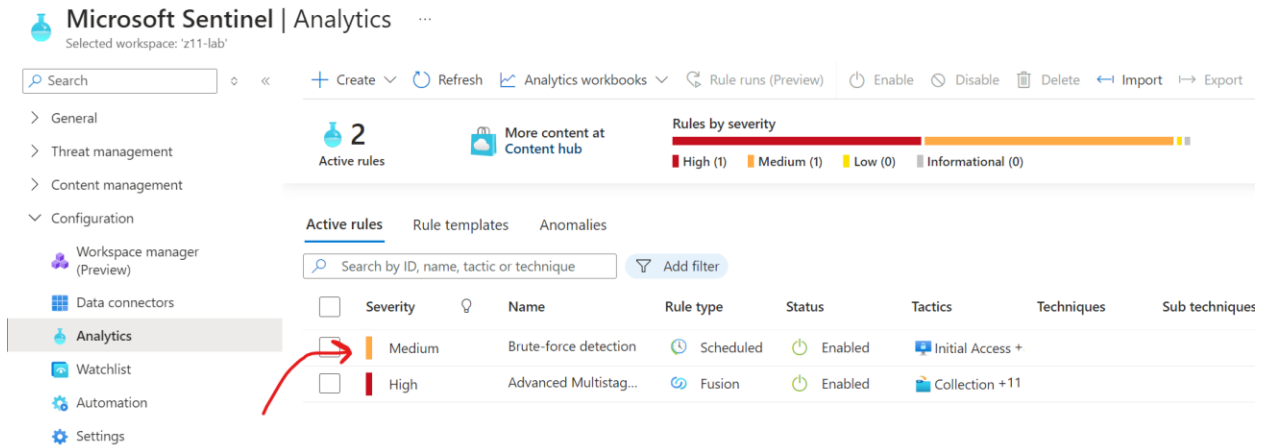 Microsoft Sentinel | Analytics ...
Selected workspace: 'z11-lab'
Search
General
Threat management
Content management
Configuration
Workspace manager
(Preview)
Data connectors
Analytics
Watchlist
Automation
Settings
Create Refresh Analytics workbooks Rule runs (Preview) Enable Disable Delete Import Export
2
Active rules
More content at
Content hub
Rules by severity
High (1) Medium (1) Low (0) Informational (0)
Active rules Rule templates Anomalies
Search by ID, name, tactic or technique Add filter
Severity Name Rule type Status Tactics Techniques Sub techniques
Medium Brute-force detection Scheduled Enabled Initial Access +
High Advanced Multistag... Fusion Enabled Collection +11